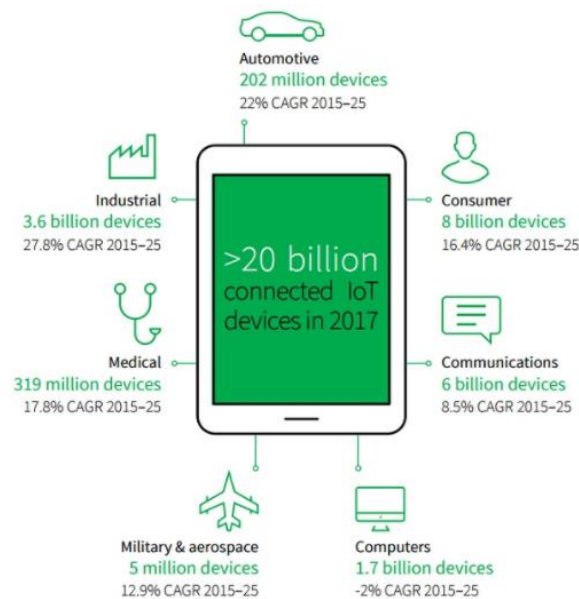 Automotive
202 million devices
22% CAGR 2015–25
Industrial
3.6 billion devices
27.8% CAGR 2015–25
Consumer
8 billion devices
16.4% CAGR 2015–25
>20 billion
connected IoT
devices in 2017
Medical
319 million devices
17.8% CAGR 2015–25
Communications
6 billion devices
8.5% CAGR 2015–25
Military & aerospace
5 million devices
12.9% CAGR 2015–25
Computers
1.7 billion devices
-2% CAGR 2015–25